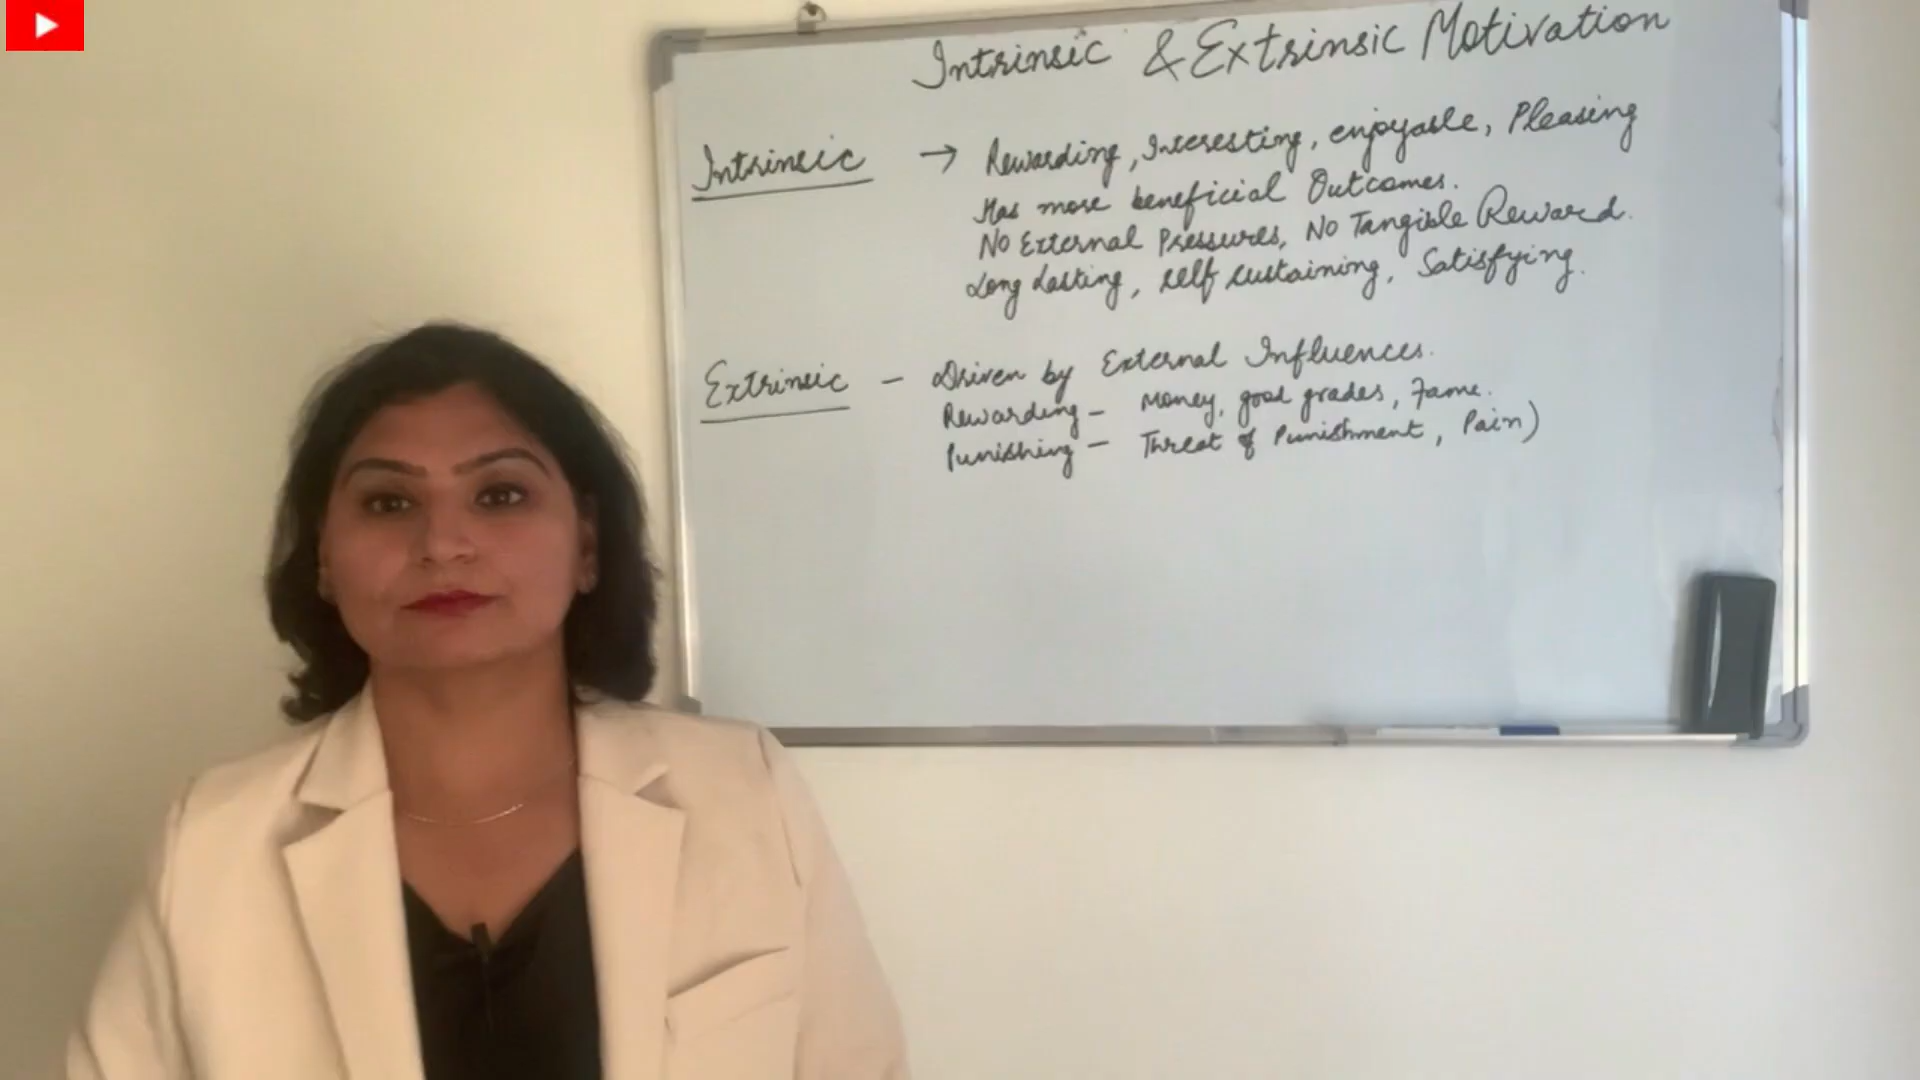 Intrinsic & Extrinsic Motivation
Intrinsic → Rewarding, Interesting, enjoyable, Pleasing
Has more beneficial Outcomes.
No External Pressures, No Tangible Reward.
Long lasting, self sustaining, Satisfying.
Extrinsic – Driven by External Influences.
Rewarding – Money, good grades, Fame.
Punishing – Threat of Punishment, Pain)